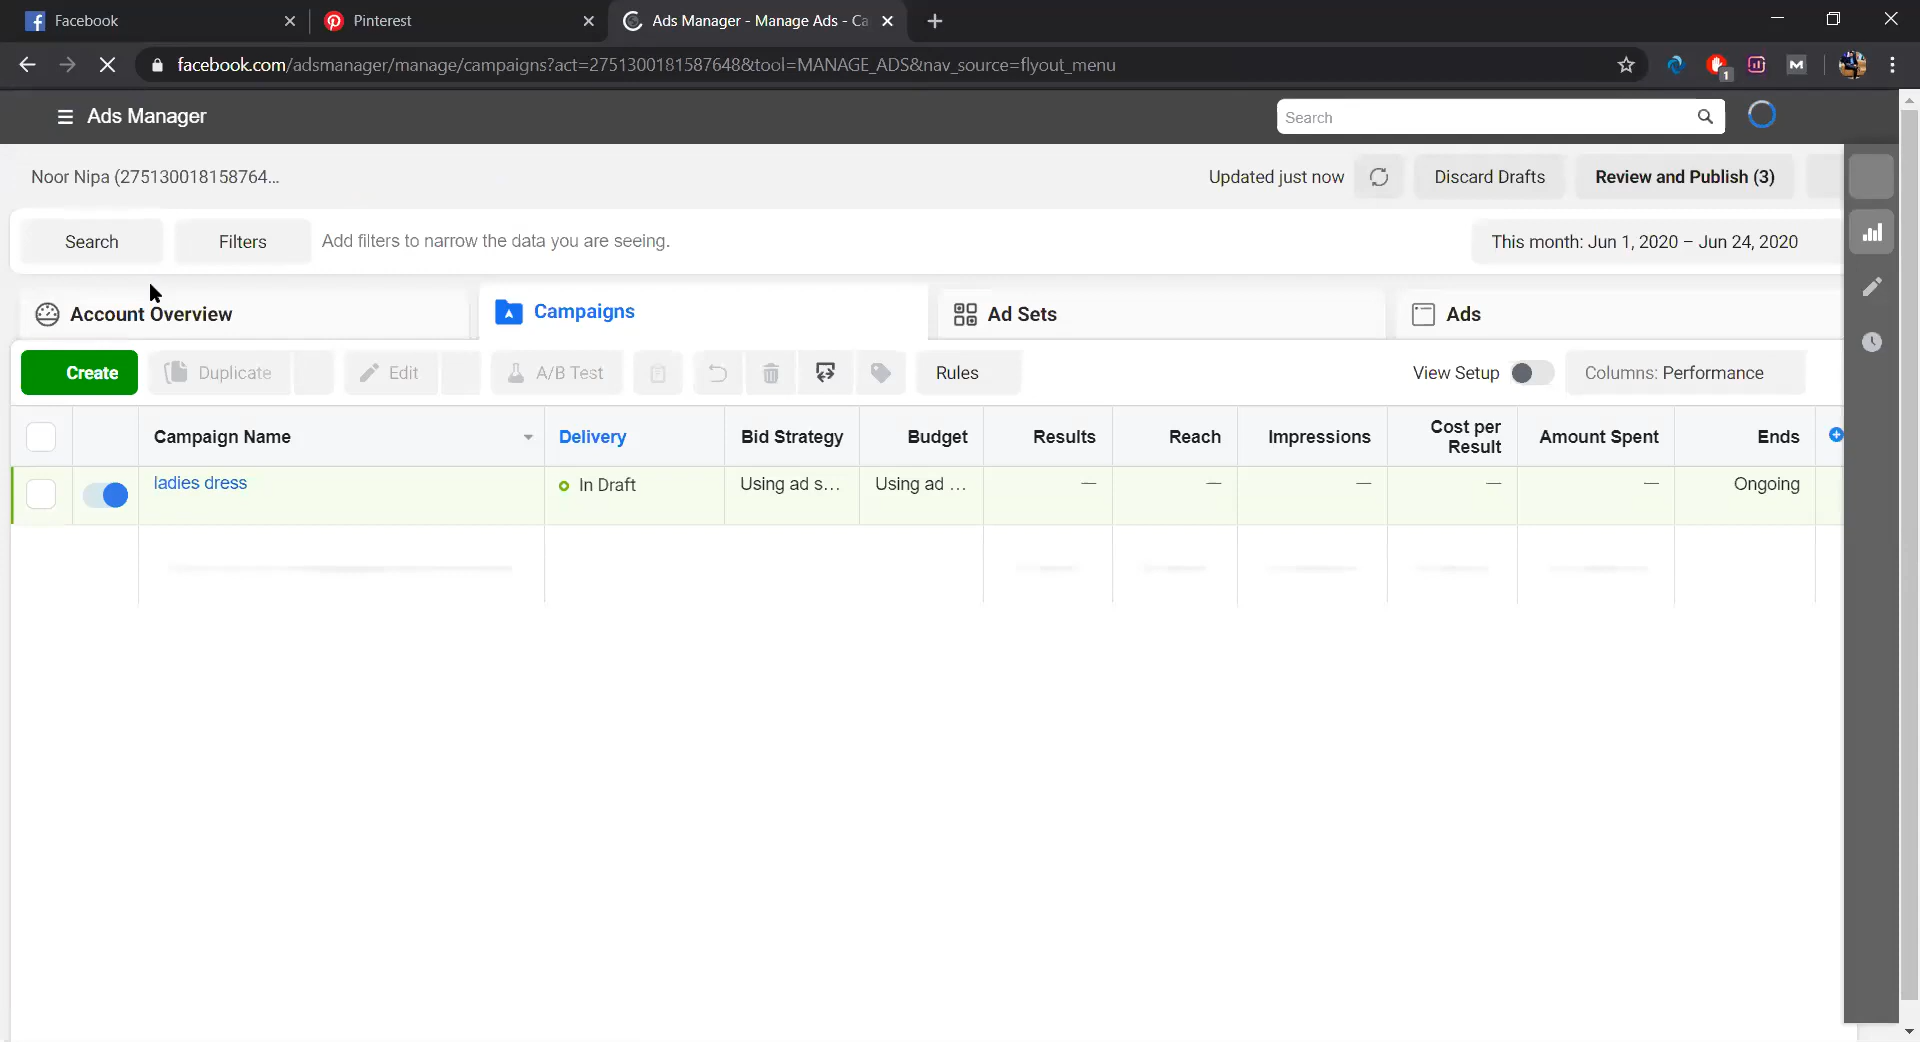 Facebook
Pinterest
Ads Manager - Manage Ads - Ca
facebook.com/adsmanager/manage/campaigns?act=2751300181587648&tool=MANAGE_ADS&nav_source=flyout_menu
1
Ads Manager
Search
Noor Nipa (275130018158764...
Updated just now
Discard Drafts
Review and Publish (3)
Search
Filters
Add filters to narrow the data you are seeing.
This month: Jun 1, 2020 – Jun 24, 2020
Account Overview
Campaigns
Ad Sets
Ads
Create
Duplicate
Edit
A/B Test
Rules
View Setup
Columns: Performance
Campaign Name
Delivery
Bid Strategy
Budget
Results
Reach
Impressions
Cost per
Result
Amount Spent
Ends
ladies dress
In Draft
Using ad s...
Using ad ...
—
—
—
—
—
Ongoing